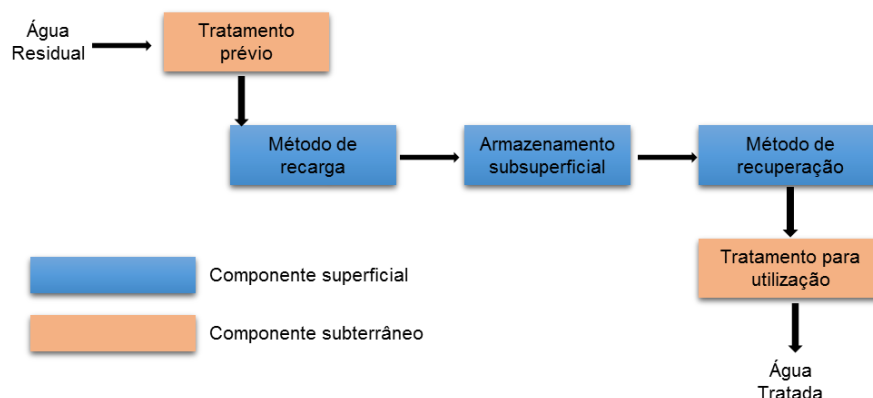 Água
Residual
Tratamento
prévio
Método de
recarga
Armazenamento
subsuperficial
Método de
recuperação
Tratamento para
utilização
Componente superficial
Componente subterrâneo
Água
Tratada